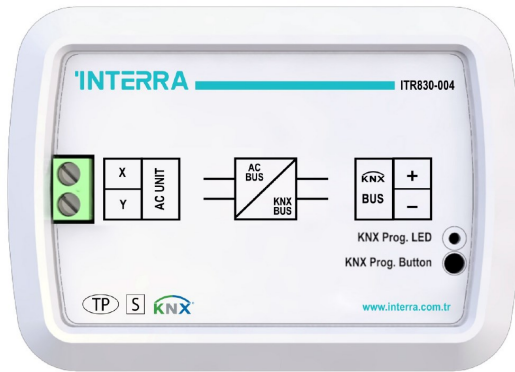 INTERRA
ITR830-004
X
Y
AC UNIT
AC BUS
KNX BUS
KNX BUS
+
−
KNX Prog. LED
KNX Prog. Button
TP
S
KNX
www.interra.com.tr